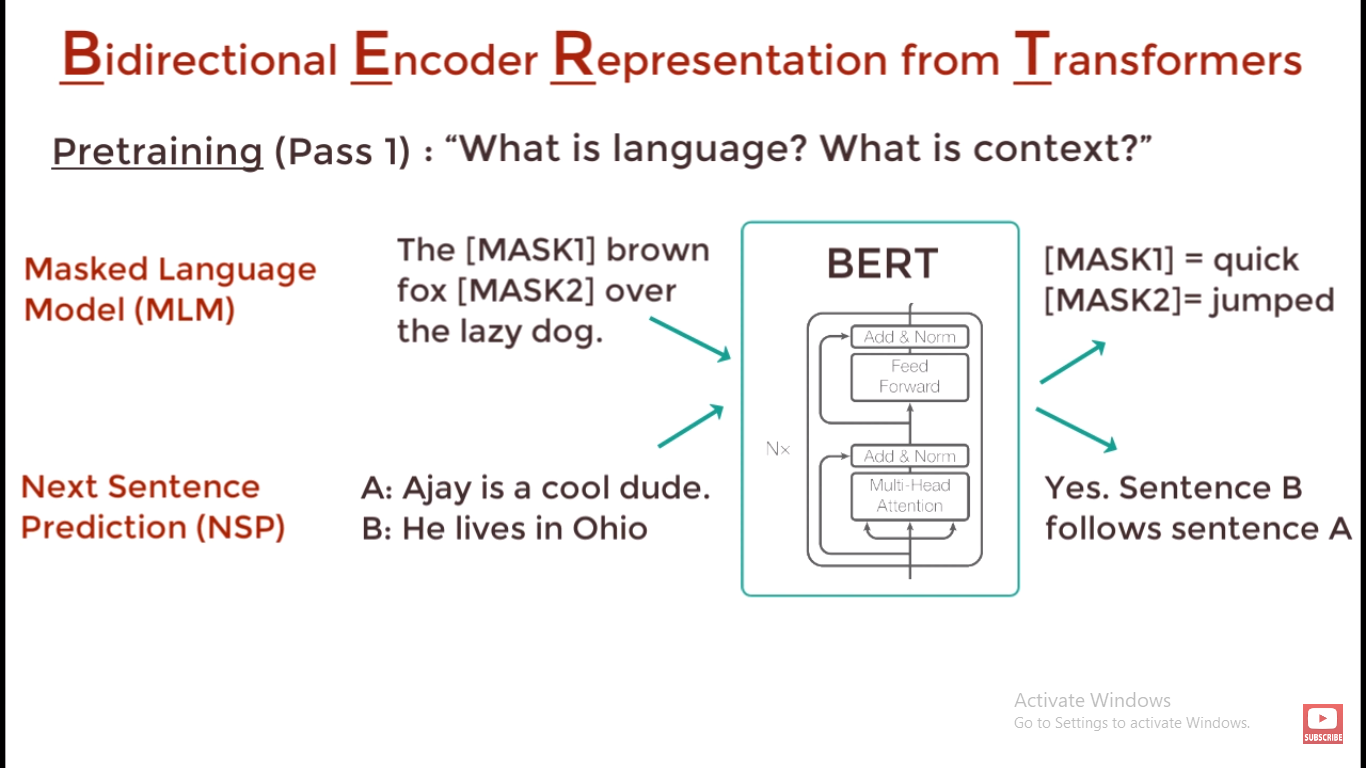 Bidirectional Encoder Representation from Transformers
Pretraining (Pass 1) : “What is language? What is context?”
Masked Language
Model (MLM)
The [MASK1] brown
fox [MASK2] over
the lazy dog.
BERT
Add & Norm
Feed
Forward
Nx
Add & Norm
Multi-Head
Attention
[MASK1] = quick
[MASK2]= jumped
Next Sentence
Prediction (NSP)
A: Ajay is a cool dude.
B: He lives in Ohio
Yes. Sentence B
follows sentence A
Activate Windows
Go to Settings to activate Windows.
SUBSCRIBE